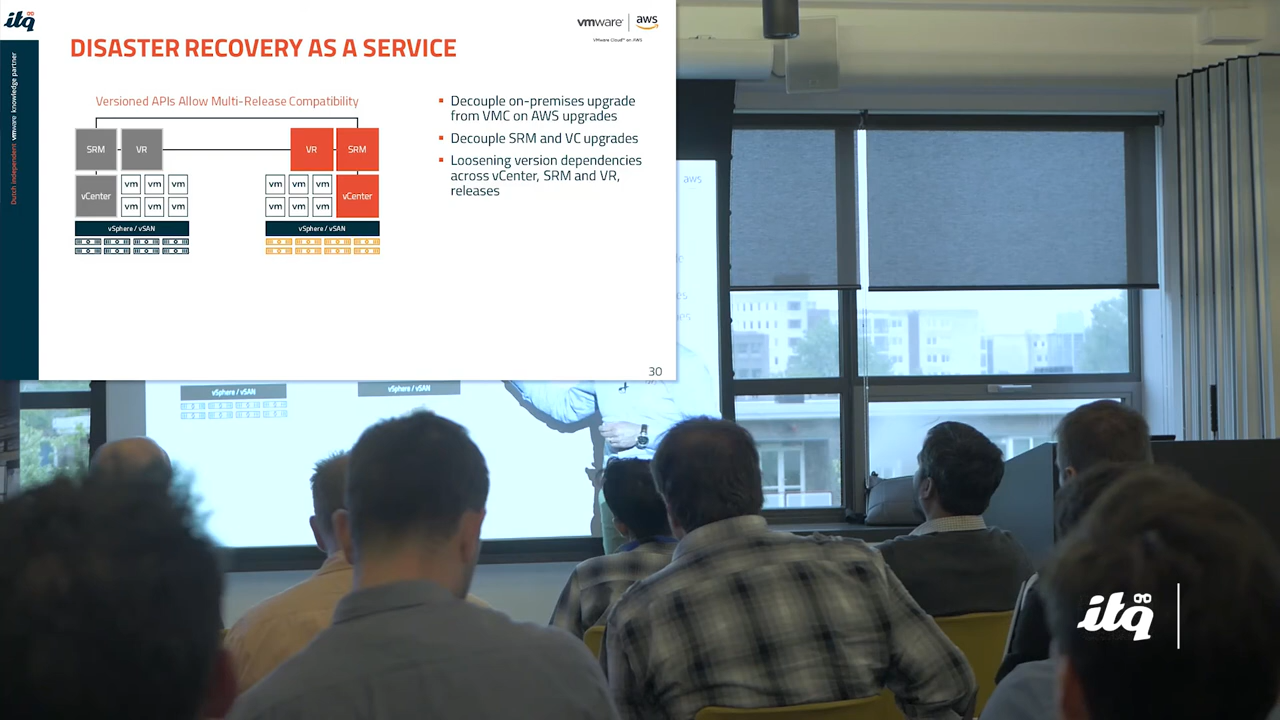 itq
vmware | aws
VMware Cloud™ on AWS
Dutch independent vmware knowledge partner
DISASTER RECOVERY AS A SERVICE
Versioned APIs Allow Multi-Release Compatibility
SRM VR VR SRM
vCenter vm vm vm vm vm vm vCenter
vm vm vm vm vm vm
vSphere / vSAN vSphere / vSAN
▪ Decouple on-premises upgrade
from VMC on AWS upgrades
▪ Decouple SRM and VC upgrades
▪ Loosening version dependencies
across vCenter, SRM and VR,
releases
30
aws
vSphere / vSAN vSphere / vSAN
itq